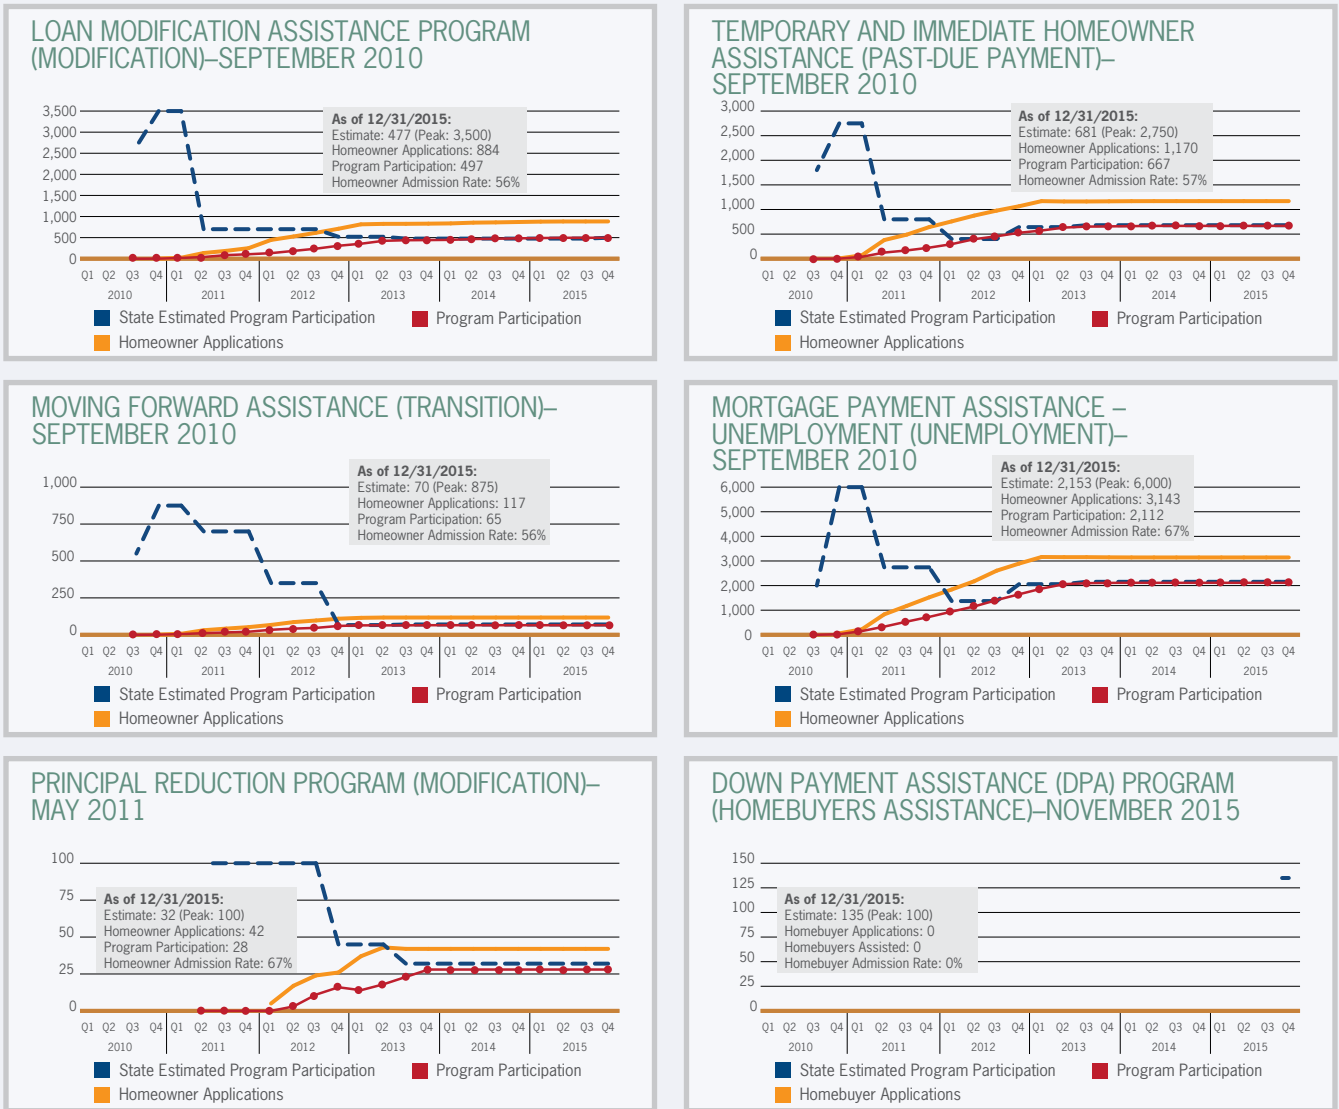 LOAN MODIFICATION ASSISTANCE PROGRAM
(MODIFICATION)–SEPTEMBER 2010
3,500
3,000
2,500
2,000
1,500
1,000
500
0
As of 12/31/2015:
Estimate: 477 (Peak: 3,500)
Homeowner Applications: 884
Program Participation: 497
Homeowner Admission Rate: 56%
Q1 Q2 Q3 Q4 Q1 Q2 Q3 Q4 Q1 Q2 Q3 Q4 Q1 Q2 Q3 Q4 Q1 Q2 Q3 Q4 Q1 Q2 Q3 Q4
2010 2011 2012 2013 2014 2015
State Estimated Program Participation Program Participation
Homeowner Applications
TEMPORARY AND IMMEDIATE HOMEOWNER
ASSISTANCE (PAST-DUE PAYMENT)–
SEPTEMBER 2010
3,000
2,500
2,000
1,500
1,000
500
0
As of 12/31/2015:
Estimate: 681 (Peak: 2,750)
Homeowner Applications: 1,170
Program Participation: 667
Homeowner Admission Rate: 57%
Q1 Q2 Q3 Q4 Q1 Q2 Q3 Q4 Q1 Q2 Q3 Q4 Q1 Q2 Q3 Q4 Q1 Q2 Q3 Q4 Q1 Q2 Q3 Q4
2010 2011 2012 2013 2014 2015
State Estimated Program Participation Program Participation
Homeowner Applications
MOVING FORWARD ASSISTANCE (TRANSITION)–
SEPTEMBER 2010
1,000
750
500
250
0
As of 12/31/2015:
Estimate: 70 (Peak: 875)
Homeowner Applications: 117
Program Participation: 65
Homeowner Admission Rate: 56%
Q1 Q2 Q3 Q4 Q1 Q2 Q3 Q4 Q1 Q2 Q3 Q4 Q1 Q2 Q3 Q4 Q1 Q2 Q3 Q4 Q1 Q2 Q3 Q4
2010 2011 2012 2013 2014 2015
State Estimated Program Participation Program Participation
Homeowner Applications
MORTGAGE PAYMENT ASSISTANCE –
UNEMPLOYMENT (UNEMPLOYMENT)–
SEPTEMBER 2010
6,000
5,000
4,000
3,000
2,000
1,000
0
As of 12/31/2015:
Estimate: 2,153 (Peak: 6,000)
Homeowner Applications: 3,143
Program Participation: 2,112
Homeowner Admission Rate: 67%
Q1 Q2 Q3 Q4 Q1 Q2 Q3 Q4 Q1 Q2 Q3 Q4 Q1 Q2 Q3 Q4 Q1 Q2 Q3 Q4 Q1 Q2 Q3 Q4
2010 2011 2012 2013 2014 2015
State Estimated Program Participation Program Participation
Homeowner Applications
PRINCIPAL REDUCTION PROGRAM (MODIFICATION)–
MAY 2011
100
75
50
25
0
As of 12/31/2015:
Estimate: 32 (Peak: 100)
Homeowner Applications: 42
Program Participation: 28
Homeowner Admission Rate: 67%
Q1 Q2 Q3 Q4 Q1 Q2 Q3 Q4 Q1 Q2 Q3 Q4 Q1 Q2 Q3 Q4 Q1 Q2 Q3 Q4 Q1 Q2 Q3 Q4
2010 2011 2012 2013 2014 2015
State Estimated Program Participation Program Participation
Homeowner Applications
DOWN PAYMENT ASSISTANCE (DPA) PROGRAM
(HOMEBUYERS ASSISTANCE)–NOVEMBER 2015
150
125
100
75
50
25
0
As of 12/31/2015:
Estimate: 135 (Peak: 100)
Homebuyer Applications: 0
Homebuyers Assisted: 0
Homebuyer Admission Rate: 0%
Q1 Q2 Q3 Q4 Q1 Q2 Q3 Q4 Q1 Q2 Q3 Q4 Q1 Q2 Q3 Q4 Q1 Q2 Q3 Q4 Q1 Q2 Q3 Q4
2010 2011 2012 2013 2014 2015
State Estimated Program Participation Program Participation
Homebuyer Applications